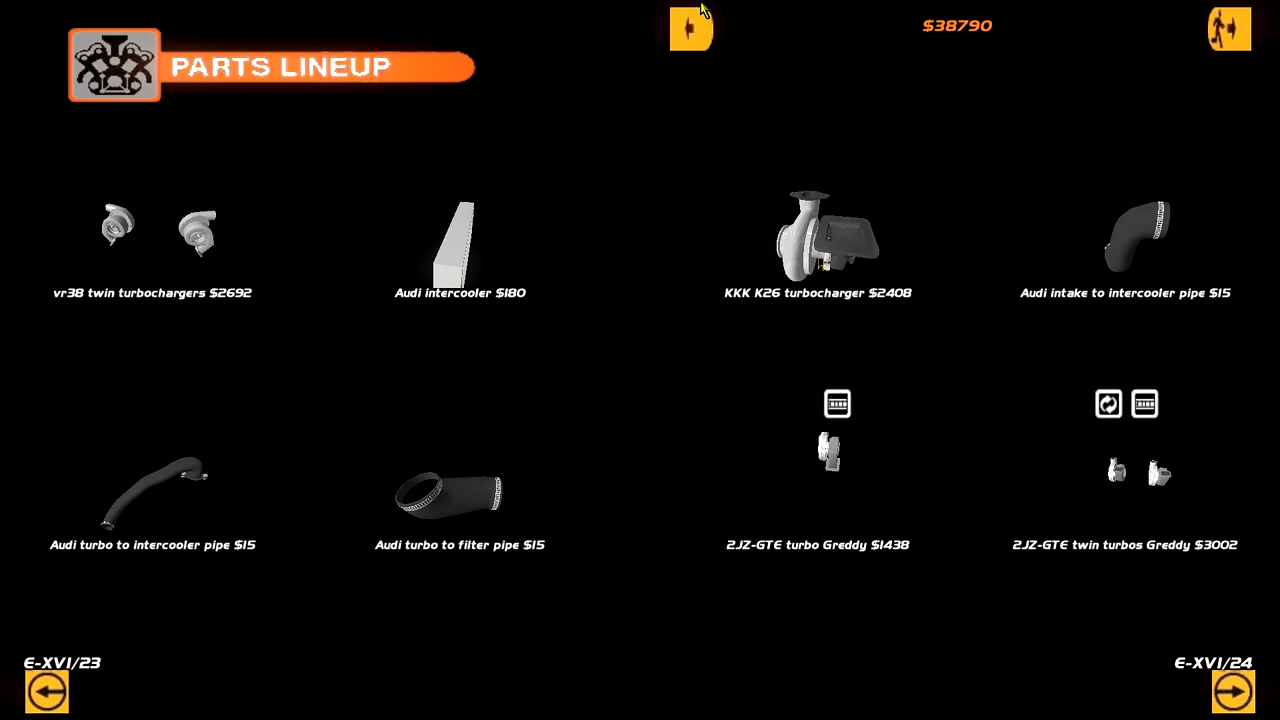 $38790
PARTS LINEUP
vr38 twin turbochargers $2692
Audi intercooler $180
KKK K26 turbocharger $2408
Audi intake to intercooler pipe $15
Audi turbo to intercooler pipe $15
Audi turbo to filter pipe $15
2JZ-GTE turbo Greddy $1438
2JZ-GTE twin turbos Greddy $3002
E-XVI/23
E-XVI/24